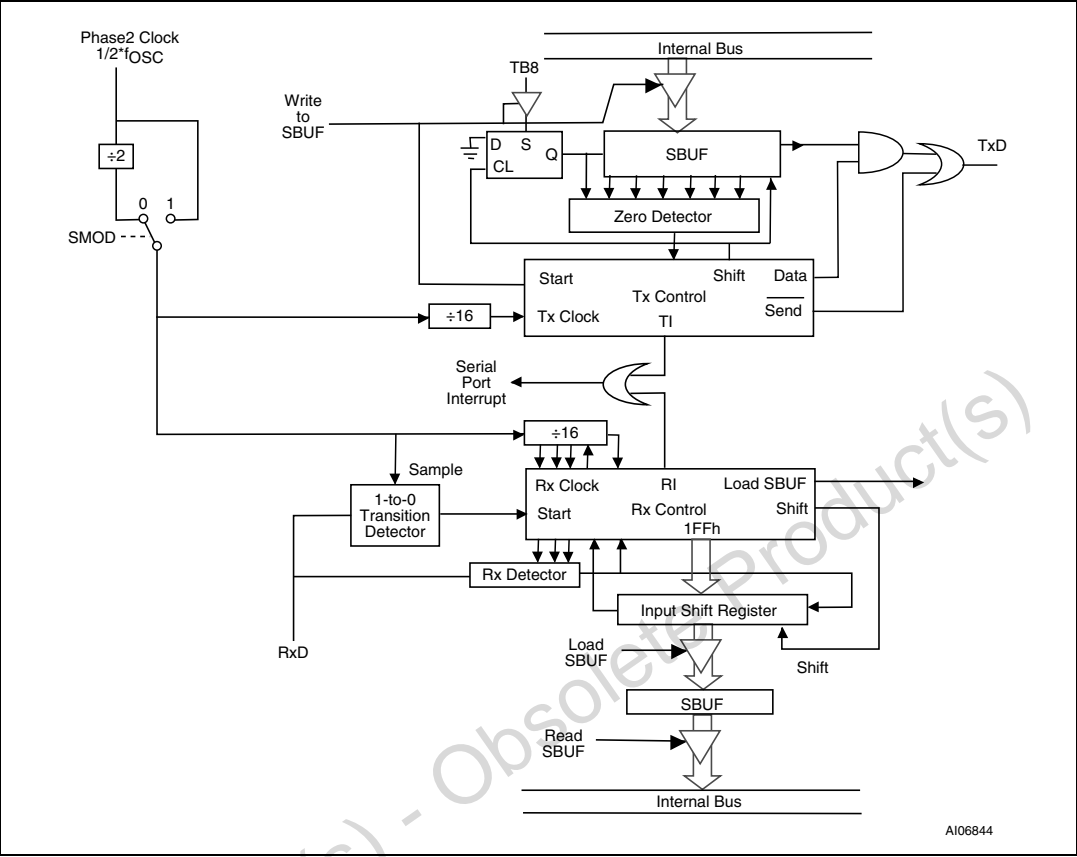 Phase2 Clock
1/2*fOSC
Internal Bus
TB8
Write
to
SBUF
D S
Q
CL
SBUF
TxD
÷2
0 1
SMOD
Zero Detector
Start
Shift
Data
Tx Control
Send
÷16
Tx Clock
TI
Serial
Port
Interrupt
÷16
Sample
Rx Clock
RI
Load SBUF
1-to-0
Transition
Detector
Start
Rx Control
Shift
1FFh
Rx Detector
Input Shift Register
RxD
Load
SBUF
Shift
SBUF
Read
SBUF
Internal Bus
AI06844
(s) - Obsolete Product(s)